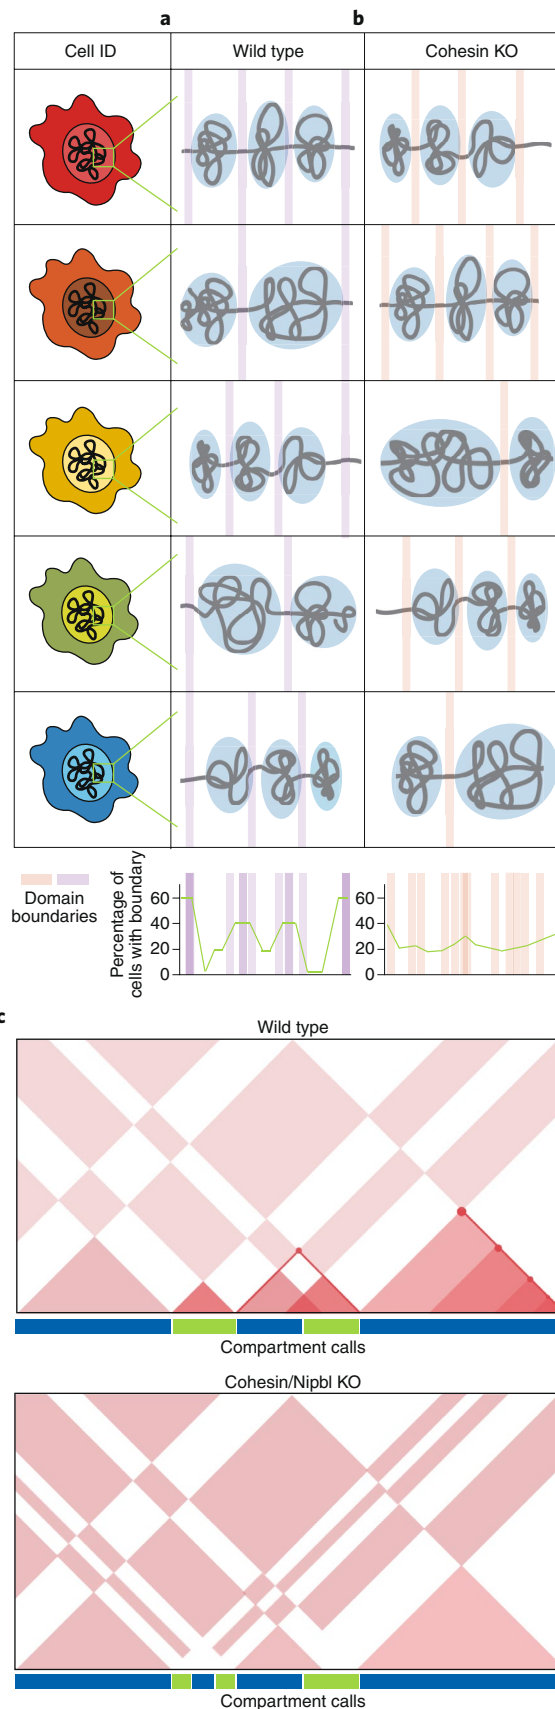 a
b
Cell ID
Wild type
Cohesin KO
Domain
boundaries
Percentage of
cells with boundary
60
40
20
0
60
40
20
0
c
Wild type
Compartment calls
Cohesin/Nipbl KO
Compartment calls